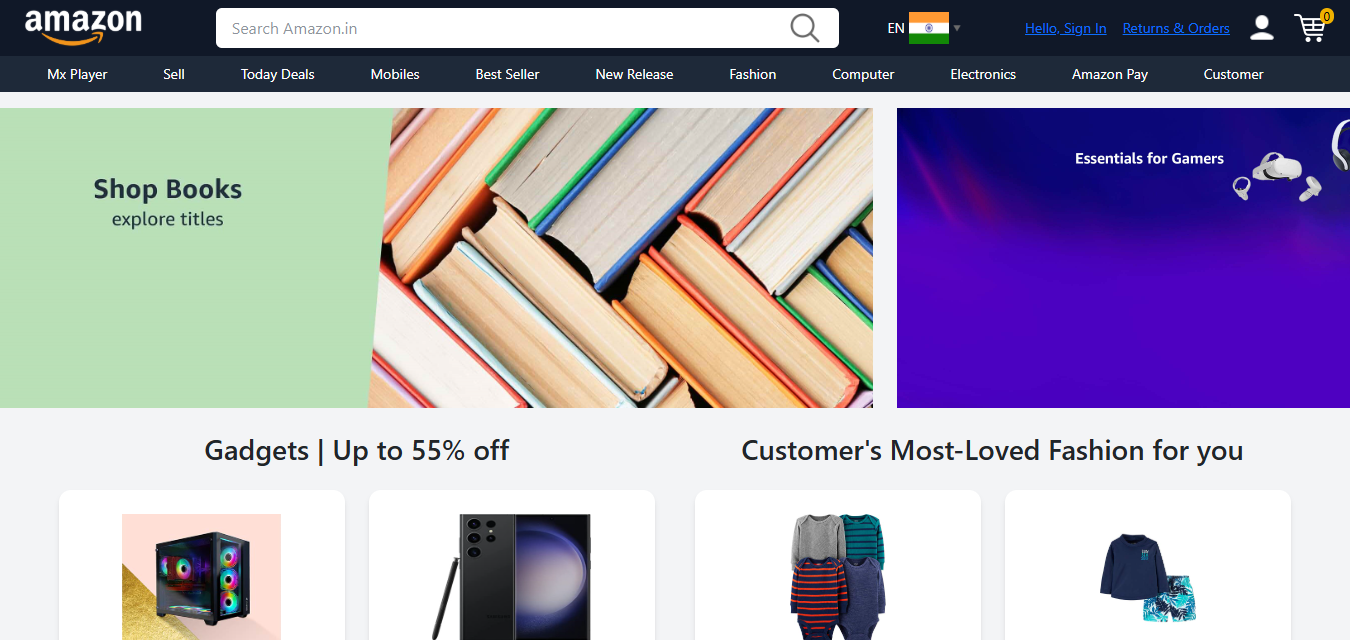 amazon
Search Amazon.in
EN
Hello, Sign In
Returns & Orders
0
Mx Player
Sell
Today Deals
Mobiles
Best Seller
New Release
Fashion
Computer
Electronics
Amazon Pay
Customer
Shop Books
explore titles
Essentials for Gamers
Gadgets | Up to 55% off
Customer's Most-Loved Fashion for you